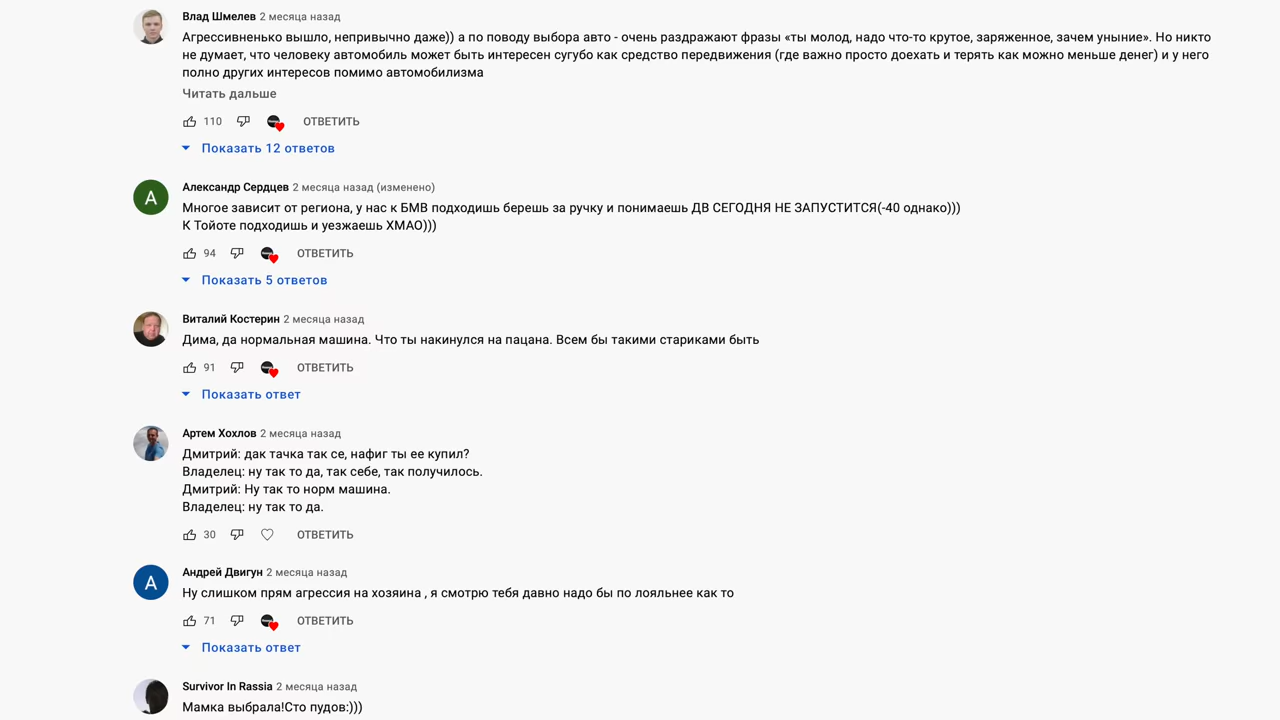 Влад Шмелев 2 месяца назад
Агрессивненько вышло, непривычно даже)) а по поводу выбора авто - очень раздражают фразы «ты молод, надо что-то крутое, заряженное, зачем уныние». Но никто
не думает, что человеку автомобиль может быть интересен сугубо как средство передвижения (где важно просто доехать и терять как можно меньше денег) и у него
полно других интересов помимо автомобилизма
Читать дальше
110 ОТВЕТИТЬ
Показать 12 ответов
А
Александр Сердцев 2 месяца назад (изменено)
Многое зависит от региона, у нас к БМВ подходишь берешь за ручку и понимаешь ДВ СЕГОДНЯ НЕ ЗАПУСТИТСЯ(-40 однако)))
К Тойоте подходишь и уезжаешь ХМАО)))
94 ОТВЕТИТЬ
Показать 5 ответов
Виталий Костерин 2 месяца назад
Дима, да нормальная машина. Что ты накинулся на пацана. Всем бы такими стариками быть
91 ОТВЕТИТЬ
Показать ответ
Артем Хохлов 2 месяца назад
Дмитрий: дак тачка так се, нафиг ты ее купил?
Владелец: ну так то да, так себе, так получилось.
Дмитрий: Ну так то норм машина.
Владелец: ну так то да.
30 ОТВЕТИТЬ
А
Андрей Двигун 2 месяца назад
Ну слишком прям агрессия на хозяина , я смотрю тебя давно надо бы по лояльнее как то
71 ОТВЕТИТЬ
Показать ответ
Survivor In Rassia 2 месяца назад
Мамка выбрала!Сто пудов:)))